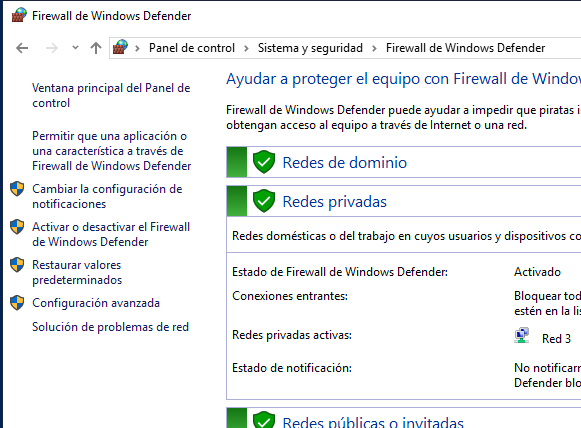 Firewall de Windows Defender
Panel de control > Sistema y seguridad > Firewall de Windows Defender
Ventana principal del Panel de
control
Permitir que una aplicación o
una característica a través de
Firewall de Windows Defender
Cambiar la configuración de
notificaciones
Activar o desactivar el Firewall
de Windows Defender
Restaurar valores
predeterminados
Configuración avanzada
Solución de problemas de red
Ayudar a proteger el equipo con Firewall de Windo
Firewall de Windows Defender puede ayudar a impedir que piratas i
obtengan acceso al equipo a través de Internet o una red.
Redes de dominio
Redes privadas
Redes domésticas o del trabajo en cuyos usuarios y dispositivos co
Estado de Firewall de Windows Defender: Activado
Conexiones entrantes: Bloquear tod
estén en la lis
Redes privadas activas: Red 3
Estado de notificación: No notificarm
Defender blo
Redes públicas o invitadas